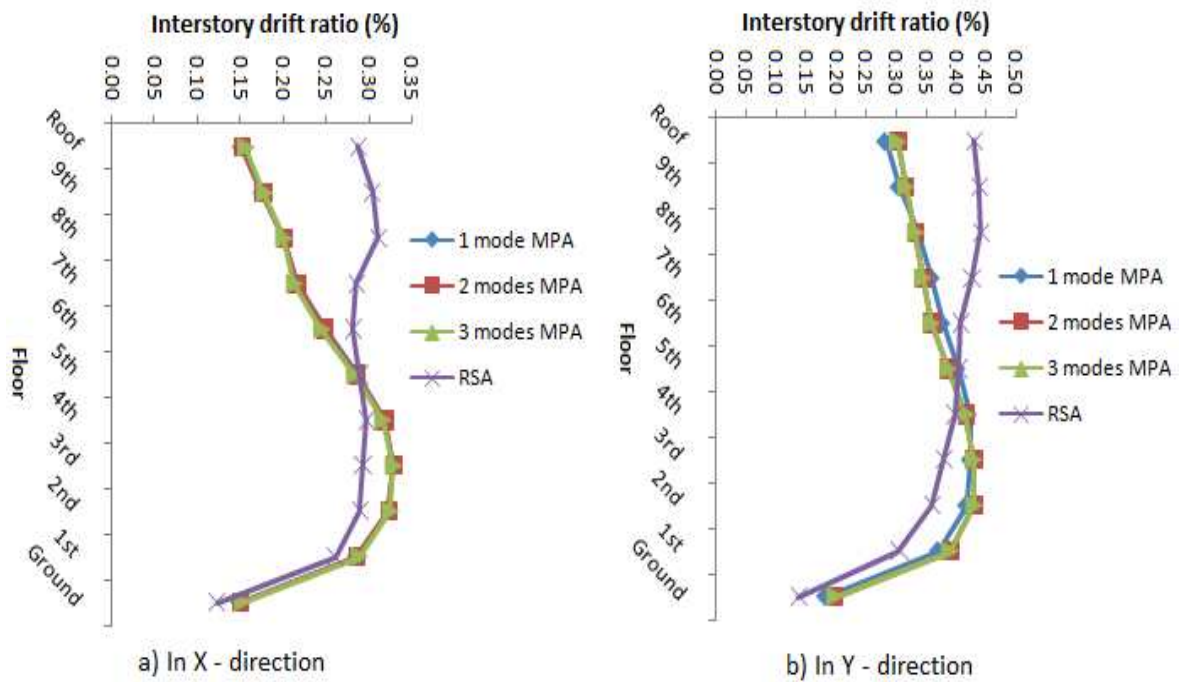 Interstory drift ratio (%)
0.00 0.05 0.10 0.15 0.20 0.25 0.30 0.35
Roof
9th
8th
7th
6th
5th
4th
3rd
2nd
1st
Ground
Floor
1 mode MPA
2 modes MPA
3 modes MPA
RSA
a) In X - direction
Interstory drift ratio (%)
0.00 0.05 0.10 0.15 0.20 0.25 0.30 0.35 0.40 0.45 0.50
Roof
9th
8th
7th
6th
5th
4th
3rd
2nd
1st
Ground
Floor
1 mode MPA
2 modes MPA
3 modes MPA
RSA
b) In Y - direction